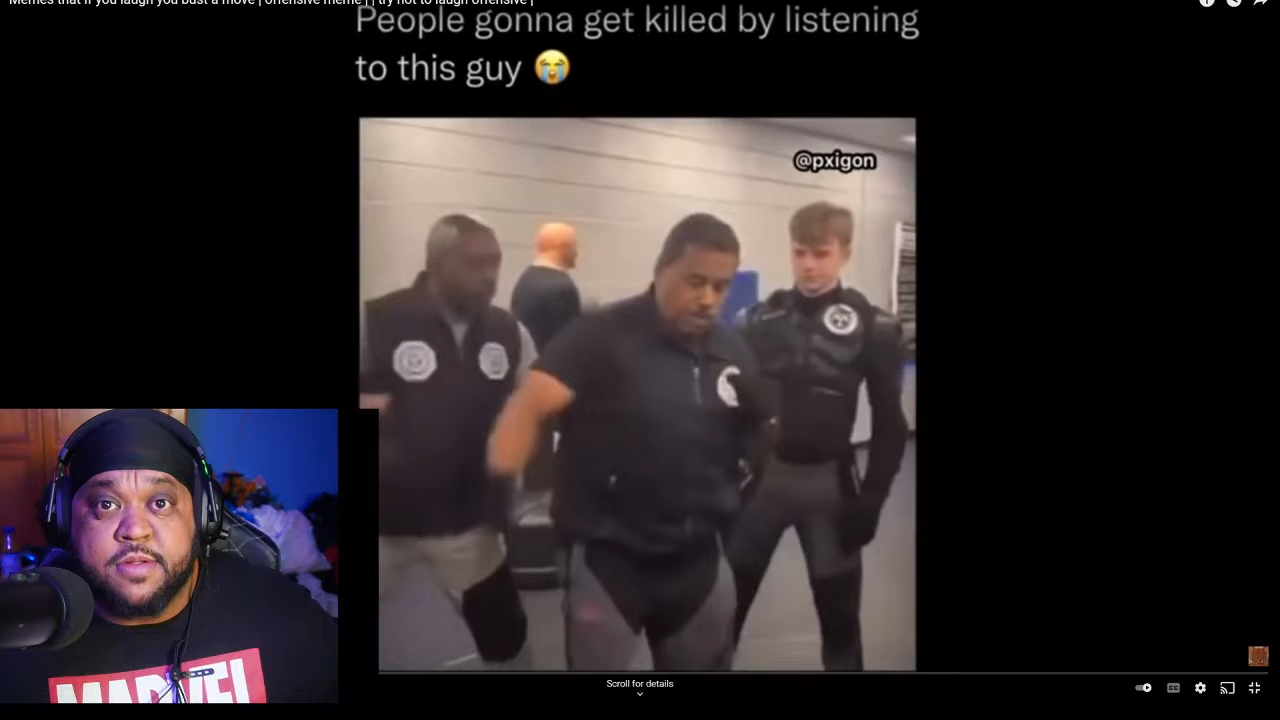 Memes that if you laugh you bust a move | offensive meme | | try not to laugh offensive |
People gonna get killed by listening
to this guy 😭
@pxigon
MARVEL
Scroll for details
CC